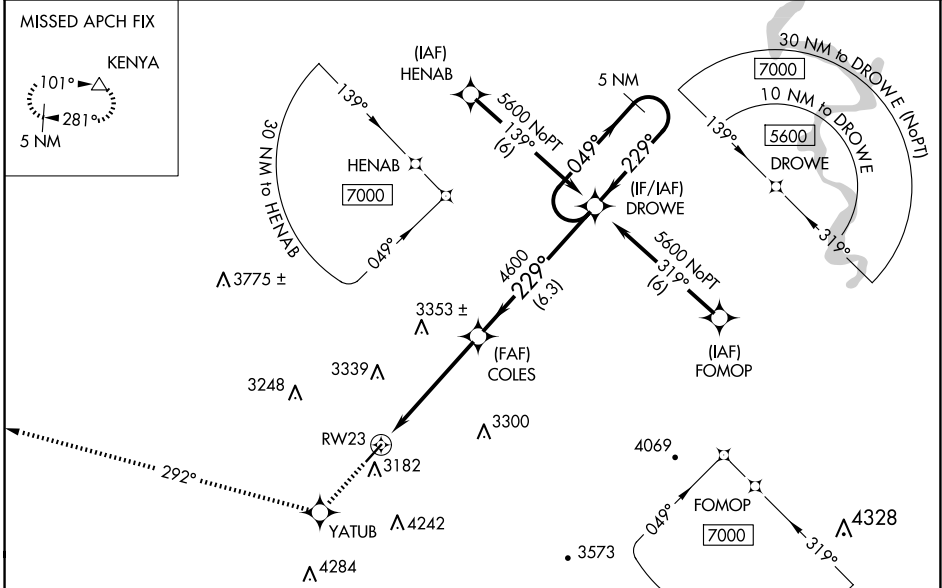 MISSED APCH FIX
KENYA
101°
281°
5 NM
(IAF)
HENAB
5600 NoPT
139°
(6)
5 NM
049°
229°
(IF/IAF)
DROWE
30 NM to DROWE (NoPT)
7000
10 NM to DROWE
5600
DROWE
139°
319°
139°
HENAB
7000
30 NM to HENAB
049°
5600 NoPT
319°
(6)
(IAF)
FOMOP
4600
229°
(6.3)
3775 ±
3353 ±
(FAF)
COLES
3339
3248
3300
RW23
3182
292°
YATUB
4242
4284
4069
FOMOP
7000
049°
319°
4328
3573